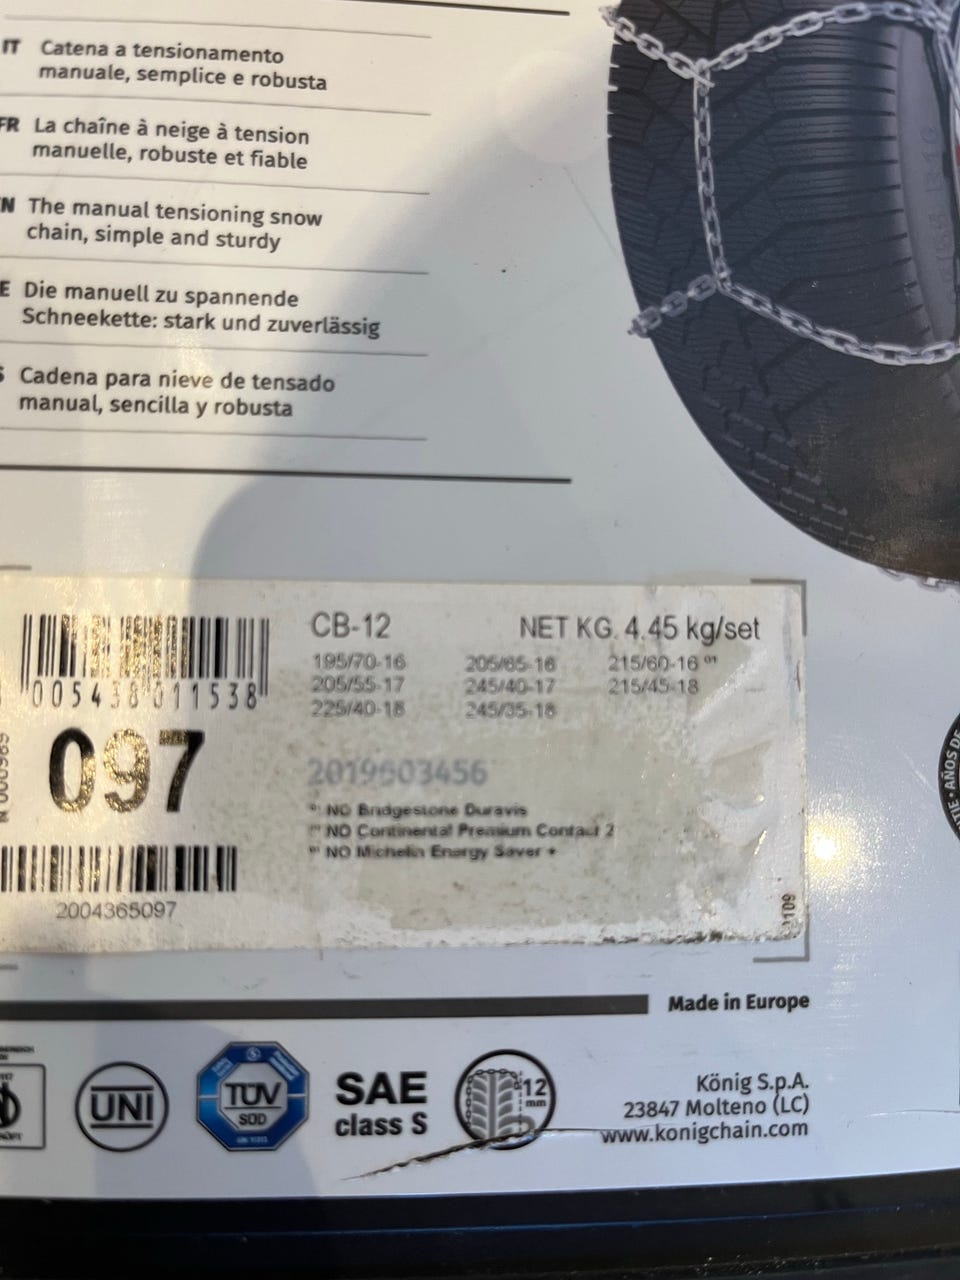 IT Catena a tensionamento
manuale, semplice e robusta
FR La chaîne à neige à tension
manuelle, robuste et fiable
N The manual tensioning snow
chain, simple and sturdy
E Die manuell zu spannende
Schneekette: stark und zuverlässig
S Cadena para nieve de tensado
manual, sencilla y robusta
CB-12 NET KG. 4.45 kg/set
195/70-16 205/65-16 215/60-16
205/55-17 245/40-17 215/45-18
225/40-18 245/35-18
005438011538
097
2019603456
NO Bridgestone Duravis
NO Continental Premium Contact 2
NO Michelin Energy Saver +
2004365097
1109
Made in Europe
AÑOS DE
UNI
TÜV
SÜD
SAE
class S
12
mm
König S.p.A.
23847 Molteno (LC)
www.konigchain.com